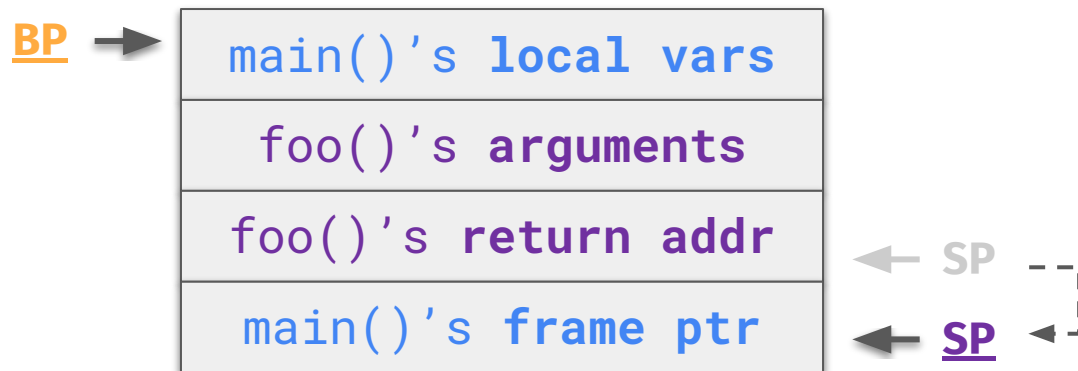 BP
main()’s local vars
foo()’s arguments
foo()’s return addr
SP
main()’s frame ptr
SP